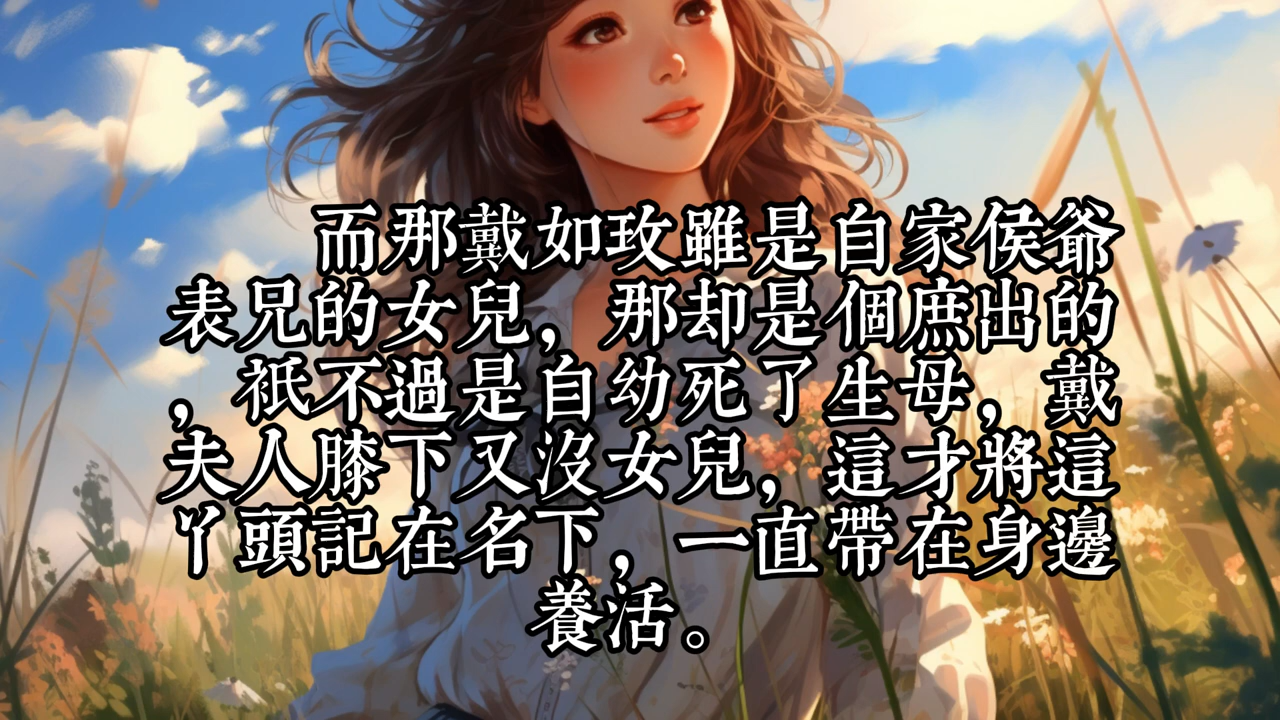 而那戴如玫雖是自家侯爺
表兄的女兒，那却是個庶出的
，祇不過是自幼死了生母，戴
夫人膝下又沒女兒，這才將這
丫頭記在名下，一直帶在身邊
養活。